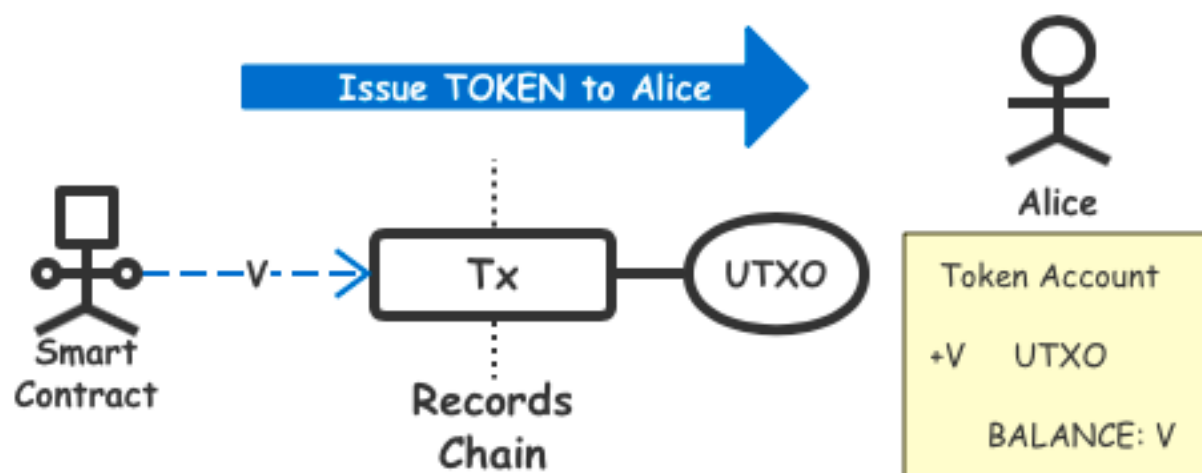 Issue TOKEN to Alice
Alice
Smart
Contract
V
Tx
UTXO
Records
Chain
Token Account
+V UTXO
BALANCE: V